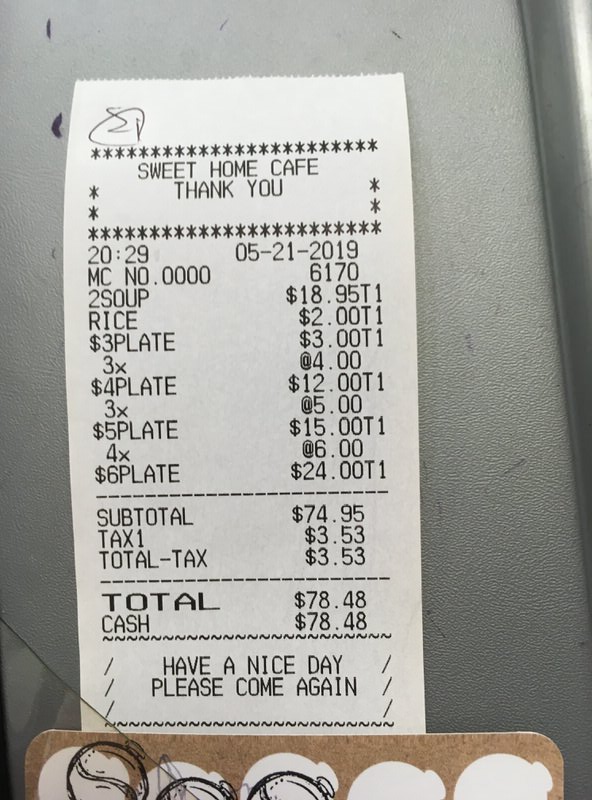 ************************
SWEET HOME CAFE
* THANK YOU *
* *
************************
20:29 05-21-2019
MC NO.0000 6170
2SOUP $18.95T1
RICE $2.00T1
$3PLATE $3.00T1
3x @4.00
$4PLATE $12.00T1
3x @5.00
$5PLATE $15.00T1
4x @6.00
$6PLATE $24.00T1
--------------------------
SUBTOTAL $74.95
TAX1 $3.53
TOTAL-TAX $3.53
--------------------------
TOTAL $78.48
CASH $78.48
~~~~~~~~~~~~~~~~~~~~~~~~~~
/ HAVE A NICE DAY /
/ PLEASE COME AGAIN /
/ /
~~~~~~~~~~~~~~~~~~~~~~~~~~